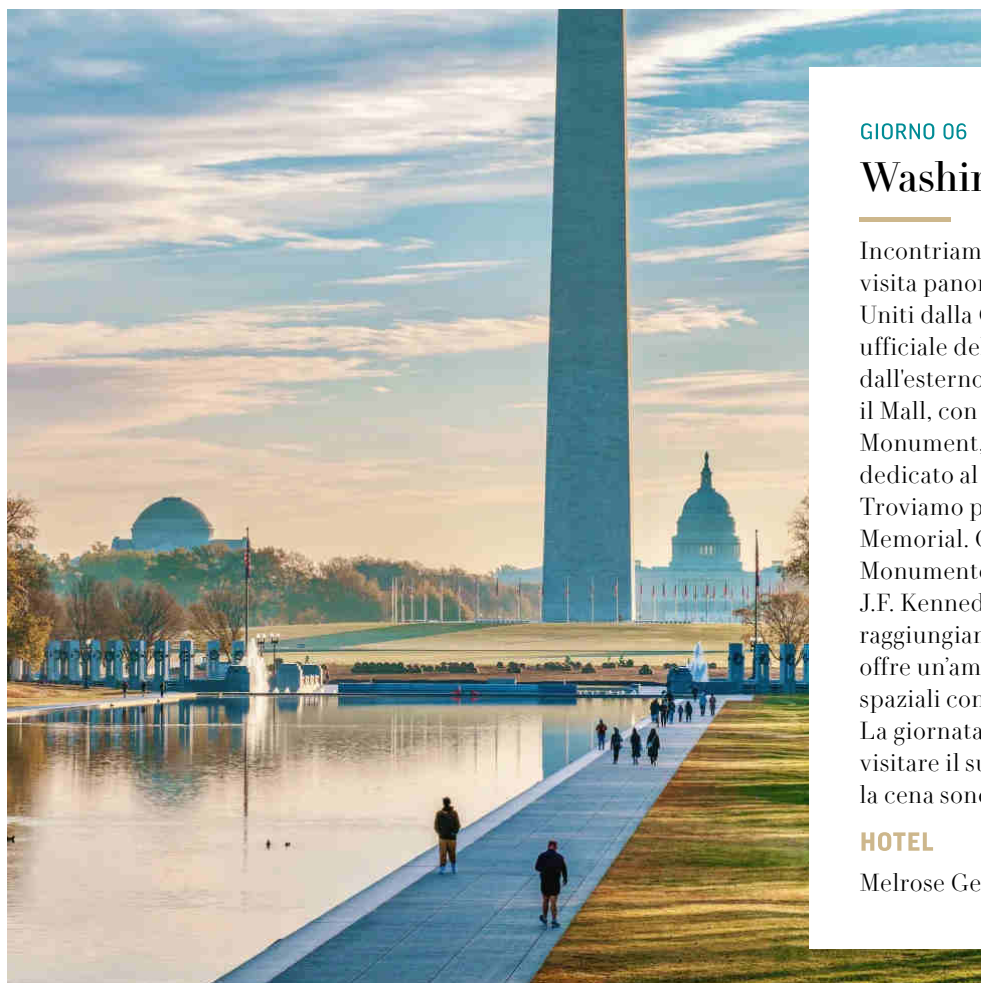 GIORNO 06
Washin
Incontriam
visita panor
Uniti dalla
ufficiale de
dall'esterno
il Mall, con
Monument,
dedicato al
Troviamo p
Memorial.
Monumento
J.F. Kenned
raggiungiam
offre un’am
spaziali con
La giornata
visitare il su
la cena sono
HOTEL
Melrose Ge